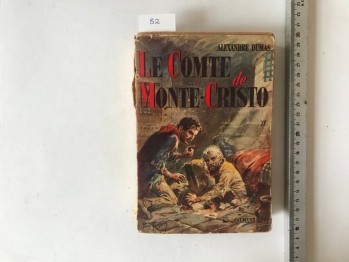 52
ALEXANDRE DUMAS
LE COMTE
de
MONTE-CRISTO